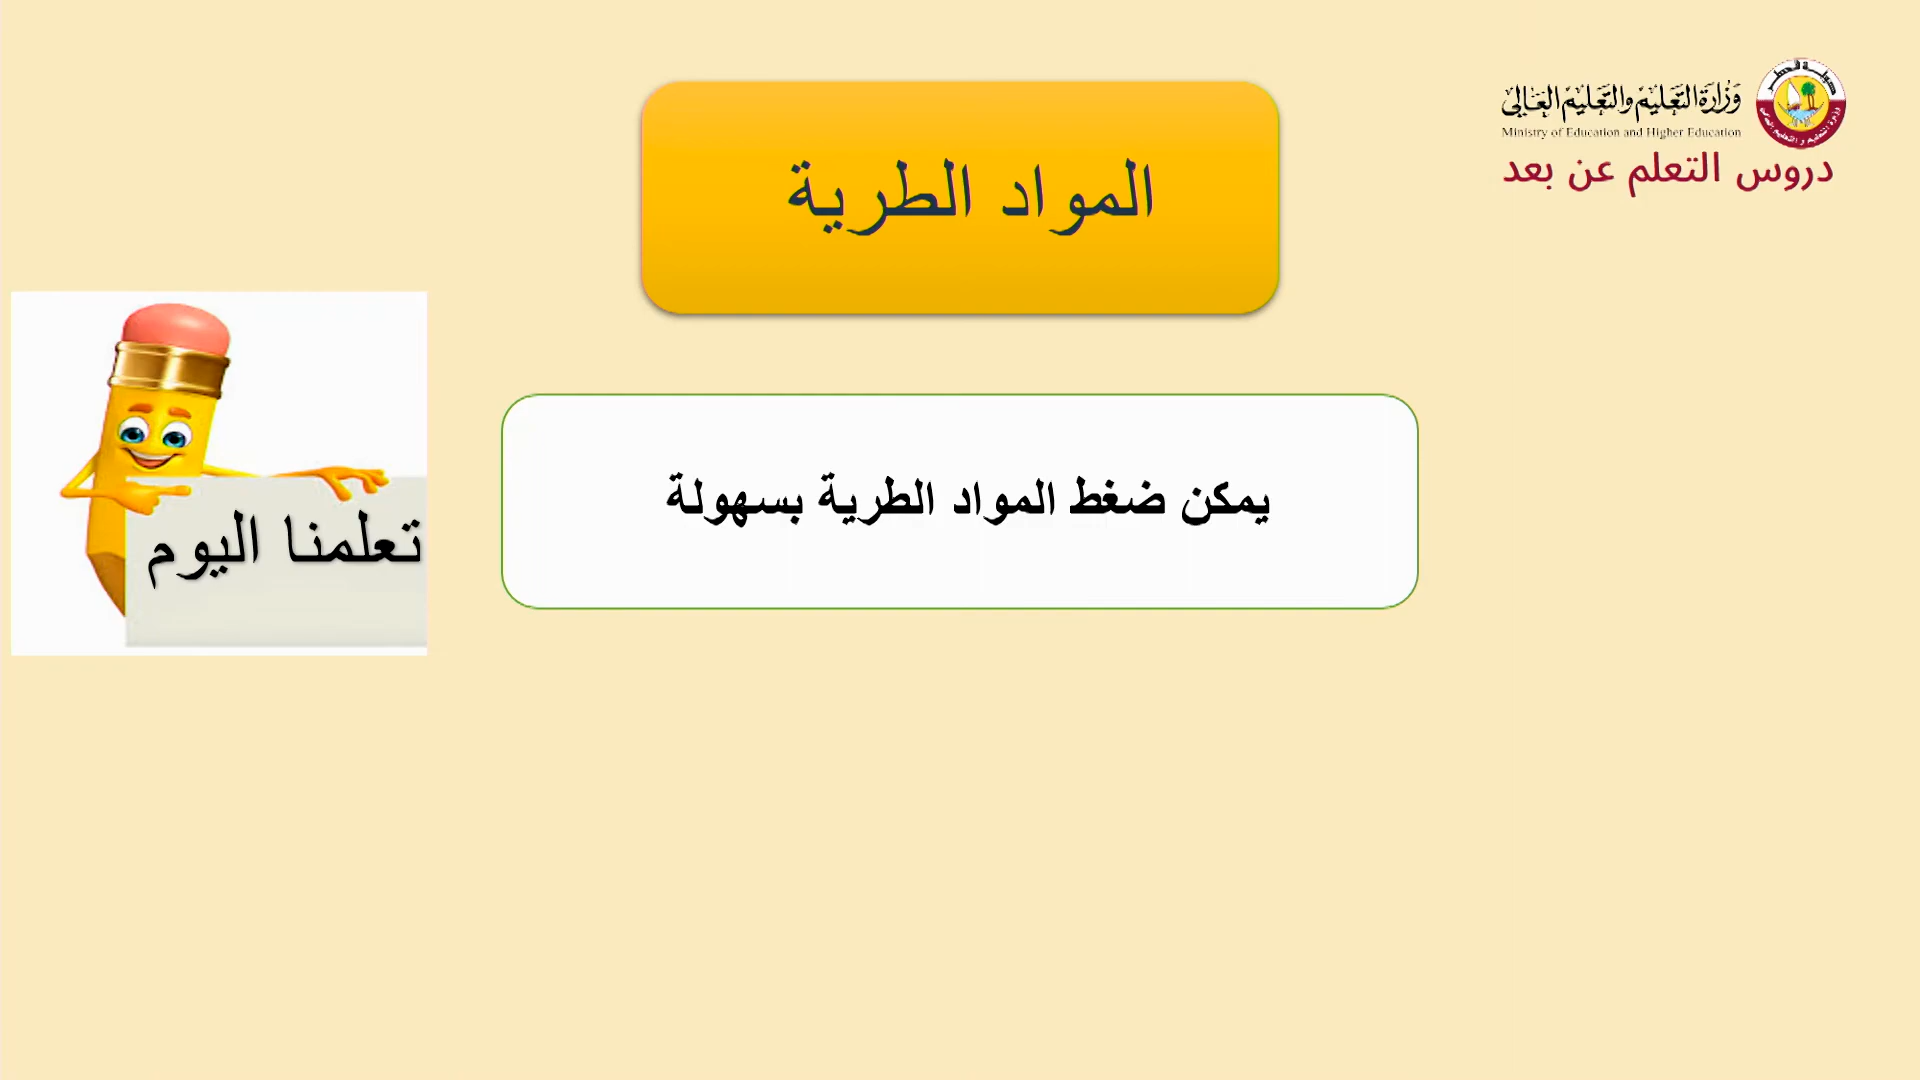 وزارة التعليم والتعليم العالي
Ministry of Education and Higher Education
دروس التعلم عن بعد
المواد الطرية
يمكن ضغط المواد الطرية بسهولة
تعلمنا اليوم